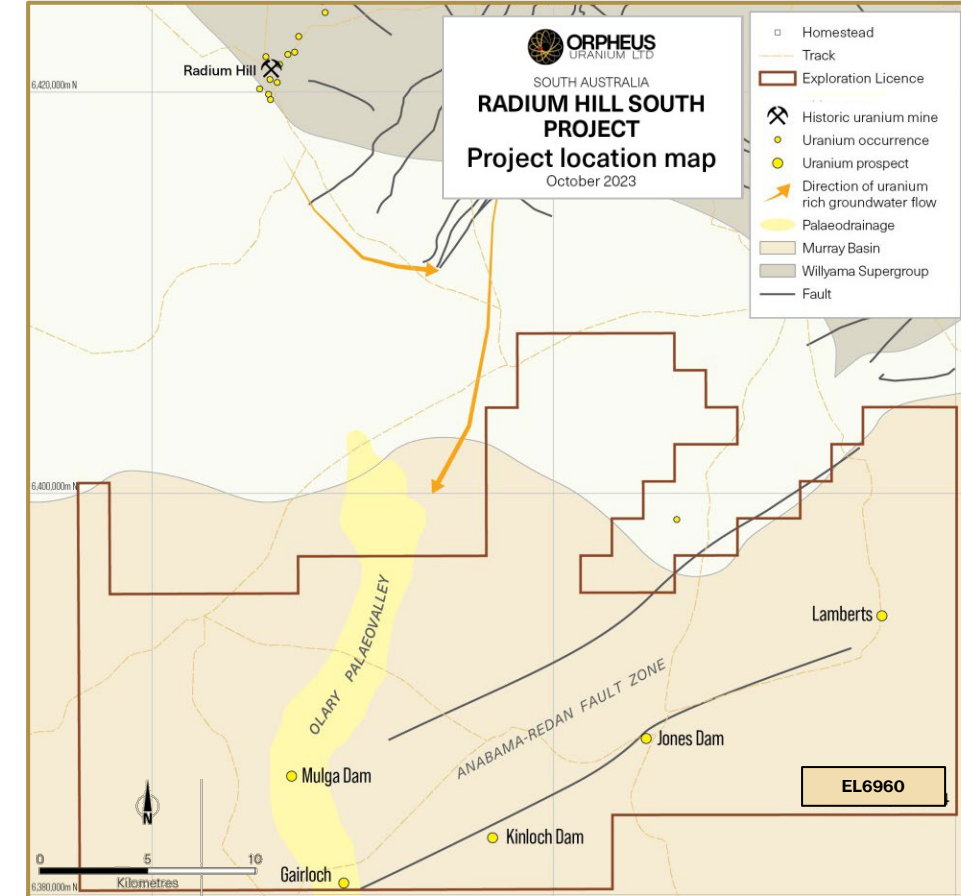 ORPHEUS
URANIUM LTD
SOUTH AUSTRALIA
RADIUM HILL SOUTH
PROJECT
Project location map
October 2023
Homestead
Track
Exploration Licence
Historic uranium mine
Uranium occurrence
Uranium prospect
Direction of uranium
rich groundwater flow
Palaeodrainage
Murray Basin
Willyama Supergroup
Fault
Radium Hill
6,420,000m N
6,400,000m N
OLARY PALAEOVALLEY
Lamberts
ANABAMA-REDAN FAULT ZONE
Jones Dam
Mulga Dam
EL6960
Kinloch Dam
N
0 5 10
Kilometres
Gairloch
6,380,000m N